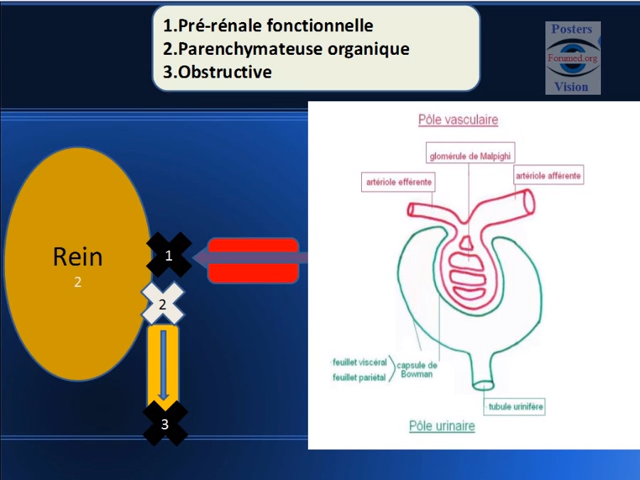 1.Pré-rénale fonctionnelle
2.Parenchymateuse organique
3.Obstructive
Posters
Forumed.org
Vision
Pôle vasculaire
glomérule de Malpighi
artériole efférente
artériole afférente
Rein
2
1
2
3
feuillet viscéral
feuillet pariétal
capsule de
Bowman
tubule urinifère
Pôle urinaire